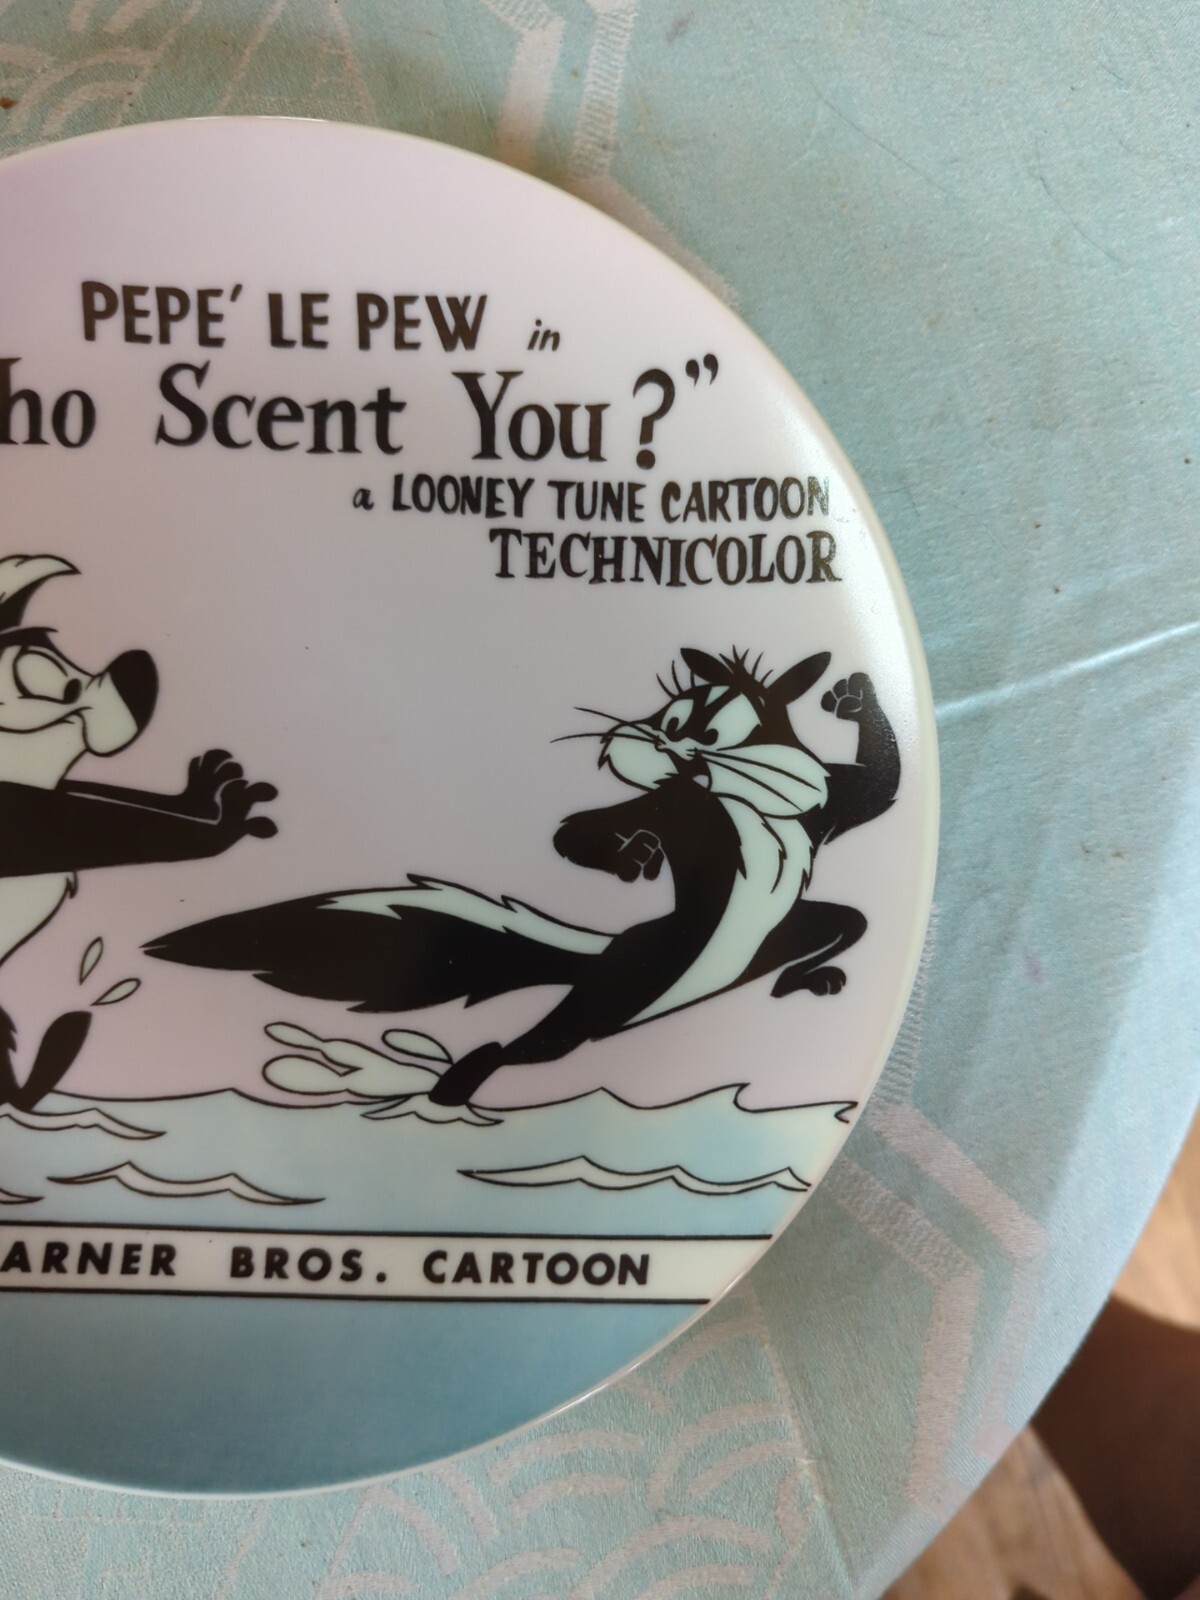 PEPE' LE PEW in
ho Scent You?”
a LOONEY TUNE CARTOON
TECHNICOLOR
ARNER BROS. CARTOON